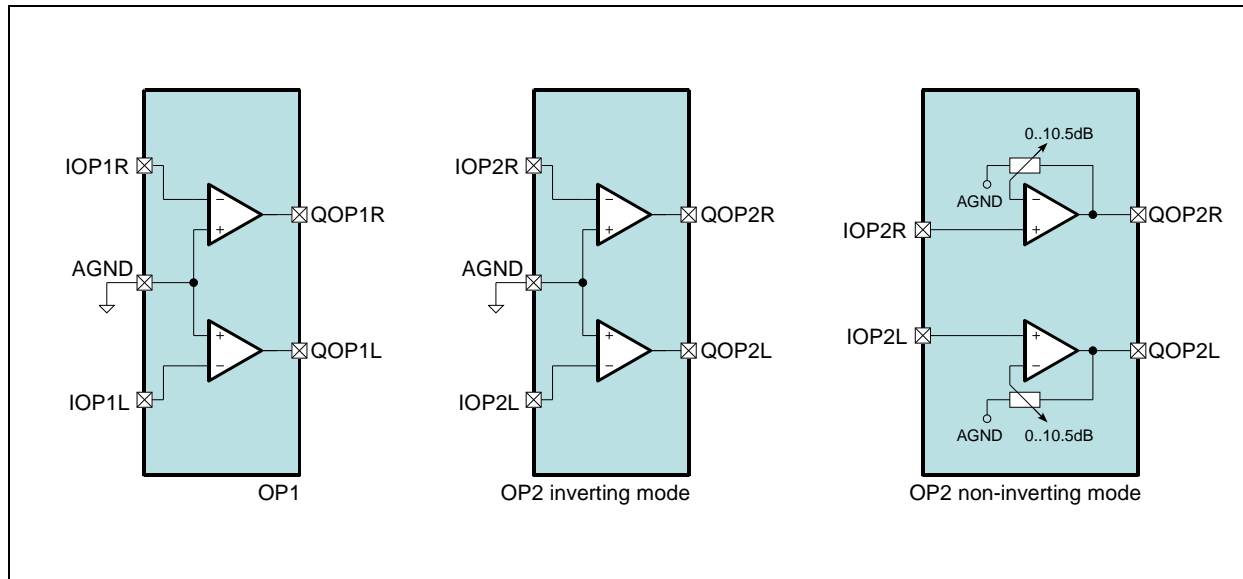 IOP1R
AGND
IOP1L
−
+
+
−
QOP1R
QOP1L
OP1
IOP2R
AGND
IOP2L
−
+
+
−
QOP2R
QOP2L
OP2 inverting mode
0..10.5dB
AGND
−
+
IOP2R
QOP2R
IOP2L
+
−
QOP2L
AGND
0..10.5dB
OP2 non-inverting mode